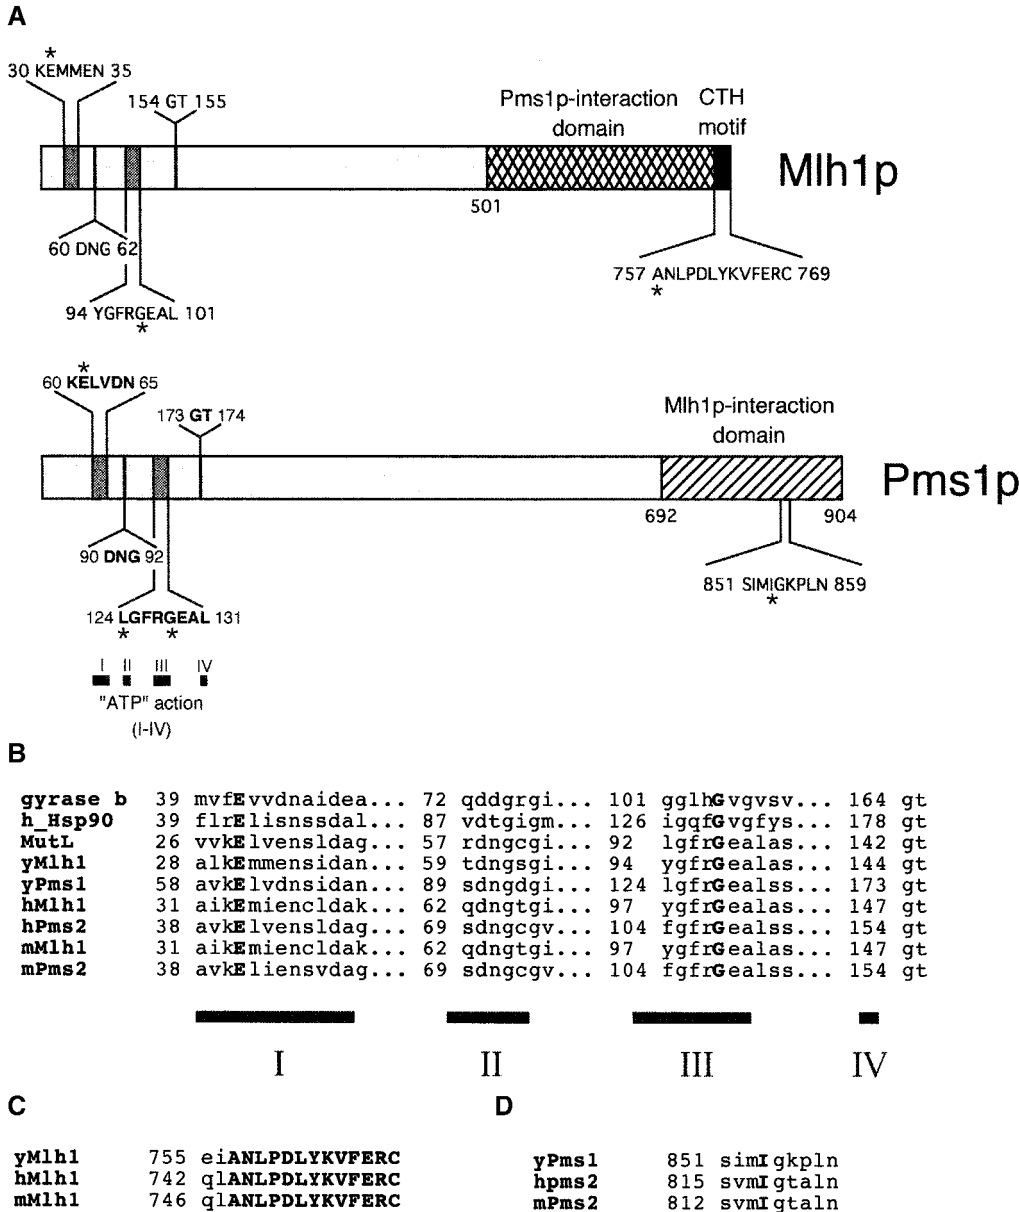 A
*
30 KEMMEN 35
154 GT 155
Pms1p-interaction domain
CTH motif
Mlh1p
501
60 DNG 62
757 ANLPDLYKVFERC 769
*
94 YGFRGEAL 101
*
*
60 KELVDN 65
173 GT 174
Mlh1p-interaction domain
Pms1p
692
904
90 DNG 92
851 SIMIGKPLN 859
*
124 LGFRGEAL 131
* *
I II III IV
"ATP" action
(I-IV)
B
gyrase b 39 mvfEvvdnaidea... 72 qddgrgi... 101 gglhGvgvsv... 164 gt
h_Hsp90 39 flrElisnssdal... 87 vdtgigm... 126 igqfGvgfys... 178 gt
MutL 26 vvkElvensldag... 57 rdngcgi... 92 lgfrGealas... 142 gt
yMlh1 28 alkEmmensidan... 59 tdngsgi... 94 ygfrGealas... 144 gt
yPms1 58 avkElvdnsidan... 89 sdngdgi... 124 lgfrGealss... 173 gt
hMlh1 31 aikEmiencldak... 62 qdngtgi... 97 ygfrGealas... 147 gt
hPms2 38 avkElvensldag... 69 sdngcgv... 104 fgfrGealss... 154 gt
mMlh1 31 aikEmiencldak... 62 qdngtgi... 97 ygfrGealas... 147 gt
mPms2 38 avkEliensvdag... 69 sdngcgv... 104 fgfrGealss... 154 gt
I II III IV
C
yMlh1 755 eiANLPDLYKVFERC
hMlh1 742 qlANLPDLYKVFERC
mMlh1 746 qlANLPDLYKVFERC
D
yPms1 851 simIgkpln
hpms2 815 svmIgtaln
mPms2 812 svmIgtaln